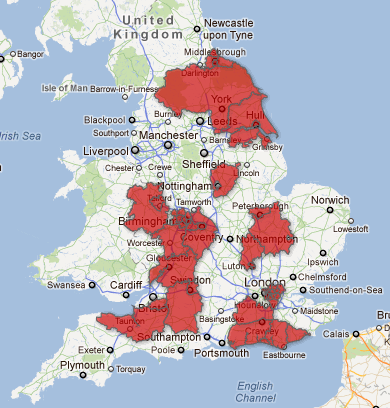 UNITED
KINGDOM
Newcastle
upon Tyne
Bangor
Middlesbrough
Darlington
Isle of Man
Barrow-in-Furness
York
Blackpool
Burnley
Leeds
Hull
Irish Sea
Southport
Manchester
Barnsley
Grimsby
Liverpool
Sheffield
Chester
Crewe
Lincoln
Nottingham
Telford
Tamworth
Norwich
Peterborough
Birmingham
Lowestoft
Worcester
Coventry
Northampton
Gloucester
Luton
Ipswich
Swansea
Cardiff
Swindon
London
Chelmsford
Southend-on-Sea
Bristol
Hounslow
Basingstoke
Maidstone
Taunton
Crawley
Southampton
Calais
Bru
Exeter
Poole
Portsmouth
Eastbourne
Plymouth
Torquay
English
Channel